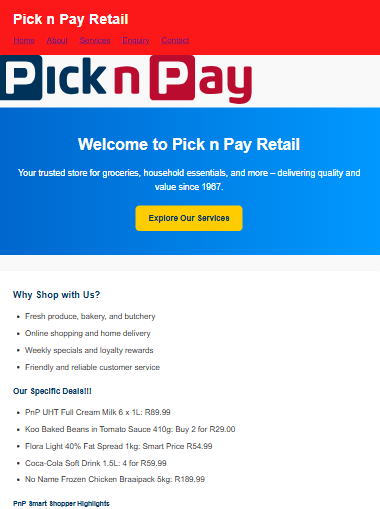 Pick n Pay Retail
Home About Services Enquiry Contact
Pick n Pay
Welcome to Pick n Pay Retail
Your trusted store for groceries, household essentials, and more – delivering quality and
value since 1967.
Explore Our Services
Why Shop with Us?
Fresh produce, bakery, and butchery
Online shopping and home delivery
Weekly specials and loyalty rewards
Friendly and reliable customer service
Our Specific Deals!!!
PnP UHT Full Cream Milk 6 x 1L: R89.99
Koo Baked Beans in Tomato Sauce 410g: Buy 2 for R29.00
Flora Light 40% Fat Spread 1kg: Smart Price R54.99
Coca-Cola Soft Drink 1.5L: 4 for R59.99
No Name Frozen Chicken Braaipack 5kg: R189.99
PnP Smart Shopper Highlights